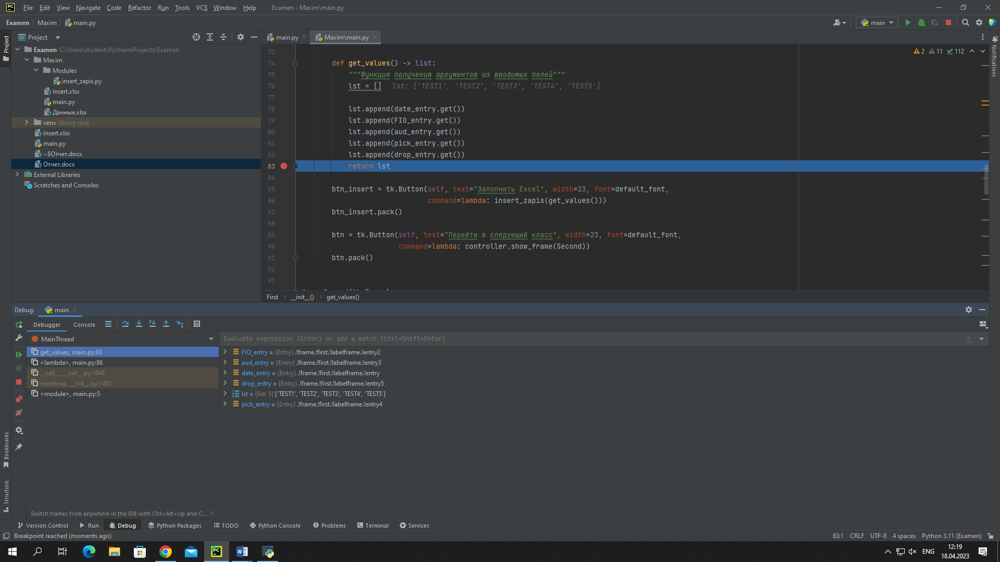 File Edit View Navigate Code Refactor Run Tools VCS Window Help Examen - Maxim\main.py
Examen Maxim main.py
main
Project
main.py
Maxim\main.py
Project
Notifications
Bookmarks
Structure
Examen C:\Users\student\PycharmProjects\Examen
Maxim
Modules
insert_zapis.py
Insert.xlsx
main.py
Данные.xlsx
venv library root
Insert.xlsx
main.py
~$Отчет.docx
Отчет.docx
External Libraries
Scratches and Consoles
2 11 112
73
74 def get_values() -> list:
75 """Функция получения аргументов из вводимых полей"""
76 lst = [] lst: ['TEST1', 'TEST2', 'TEST3', 'TEST4', 'TEST5']
77
78 lst.append(date_entry.get())
79 lst.append(FIO_entry.get())
80 lst.append(aud_entry.get())
81 lst.append(pick_entry.get())
82 lst.append(drop_entry.get())
83 return lst
84
85 btn_insert = tk.Button(self, text="Заполнить Excel", width=23, font=default_font,
86 command=lambda: insert_zapis(get_values()))
87 btn_insert.pack()
88
89 btn = tk.Button(self, text="Перейти в следующий класс", width=23, font=default_font,
90 command=lambda: controller.show_frame(Second))
91 btn.pack()
92
93
First __init__() get_values()
Debug: main
Debugger Console
MainThread
Evaluate expression (Enter) or add a watch (Ctrl+Shift+Enter)
get_values, main.py:83
<lambda>, main.py:86
__call__, __init__.py:1948
mainloop, __init__.py:1485
<module>, main.py:5
FIO_entry = {Entry} .!frame.!first.!labelframe.!entry2
aud_entry = {Entry} .!frame.!first.!labelframe.!entry3
date_entry = {Entry} .!frame.!first.!labelframe.!entry
drop_entry = {Entry} .!frame.!first.!labelframe.!entry5
lst = {list: 5} ['TEST1', 'TEST2', 'TEST3', 'TEST4', 'TEST5']
pick_entry = {Entry} .!frame.!first.!labelframe.!entry4
Switch frames from anywhere in the IDE with Ctrl+Alt+Up and C...
Version Control Run Debug Python Packages TODO Python Console Problems Terminal Services
Breakpoint reached (moments ago)
83:1 CRLF UTF-8 4 spaces Python 3.11 (Examen)
ENG
12:19
18.04.2023